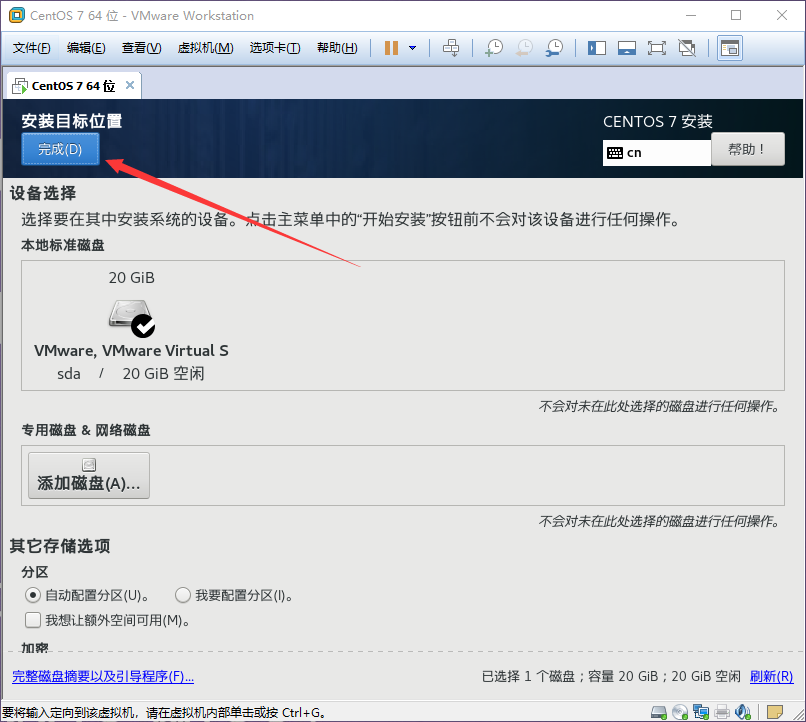 CentOS 7 64 位 - VMware Workstation
文件(F) 编辑(E) 查看(V) 虚拟机(M) 选项卡(T) 帮助(H)
CentOS 7 64 位
安装目标位置
CENTOS 7 安装
完成(D)
cn
帮助！
设备选择
选择要在其中安装系统的设备。点击主菜单中的“开始安装”按钮前不会对该设备进行任何操作。
本地标准磁盘
20 GiB
VMware, VMware Virtual S
sda / 20 GiB 空闲
不会对未在此处选择的磁盘进行任何操作。
专用磁盘 & 网络磁盘
添加磁盘(A)...
不会对未在此处选择的磁盘进行任何操作。
其它存储选项
分区
自动配置分区(U)。 我要配置分区(I)。
我想让额外空间可用(M)。
加密
完整磁盘摘要以及引导程序(F)... 已选择 1 个磁盘；容量 20 GiB；20 GiB 空闲 刷新(R)
要将输入定向到该虚拟机，请在虚拟机内部单击或按 Ctrl+G。